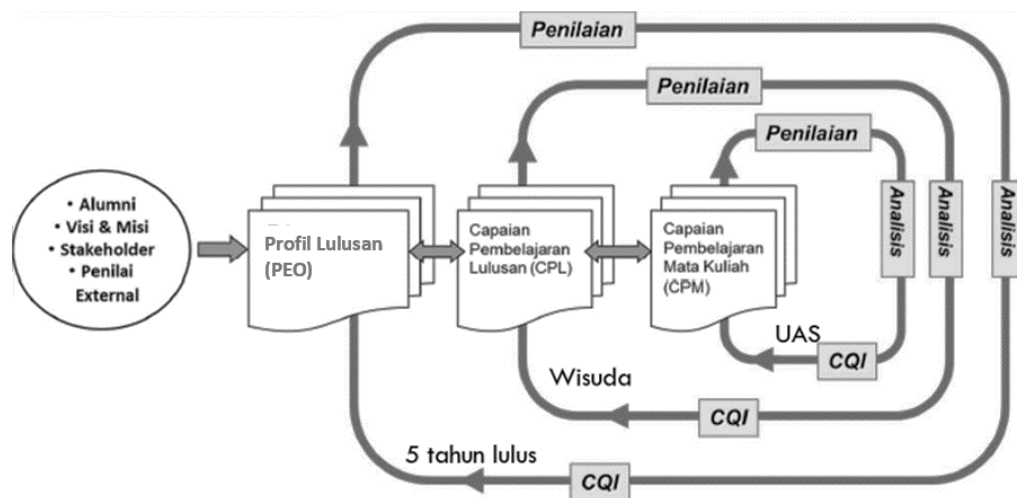 Penilaian
Penilaian
Penilaian
• Alumni
• Visi & Misi
• Stakeholder
• Penilai
External
Profil Lulusan
(PEO)
Capaian
Pembelajaran
Lulusan (CPL)
Capaian
Pembelajaran
Mata Kuliah
(CPM)
Analisis
Analisis
Analisis
UAS
CQI
Wisuda
CQI
5 tahun lulus
CQI